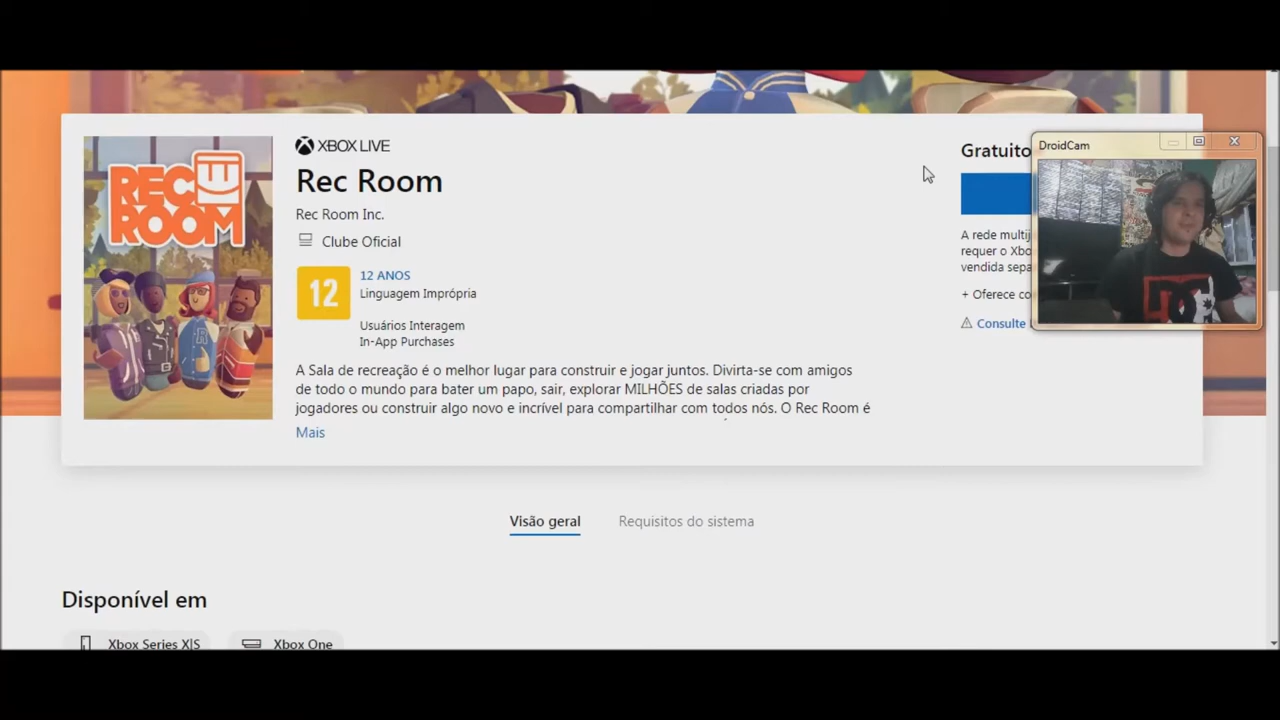 REC
ROOM
XBOX LIVE
Rec Room
Rec Room Inc.
Clube Oficial
12
12 ANOS
Linguagem Imprópria
Usuários Interagem
In-App Purchases
A Sala de recreação é o melhor lugar para construir e jogar juntos. Divirta-se com amigos
de todo o mundo para bater um papo, sair, explorar MILHÕES de salas criadas por
jogadores ou construir algo novo e incrível para compartilhar com todos nós. O Rec Room é
Mais
Gratuito
A rede multij
requer o Xbo
vendida sepa
+ Oferece co
Consulte
DroidCam
Visão geral
Requisitos do sistema
Disponível em
Xbox Series X|S
Xbox One